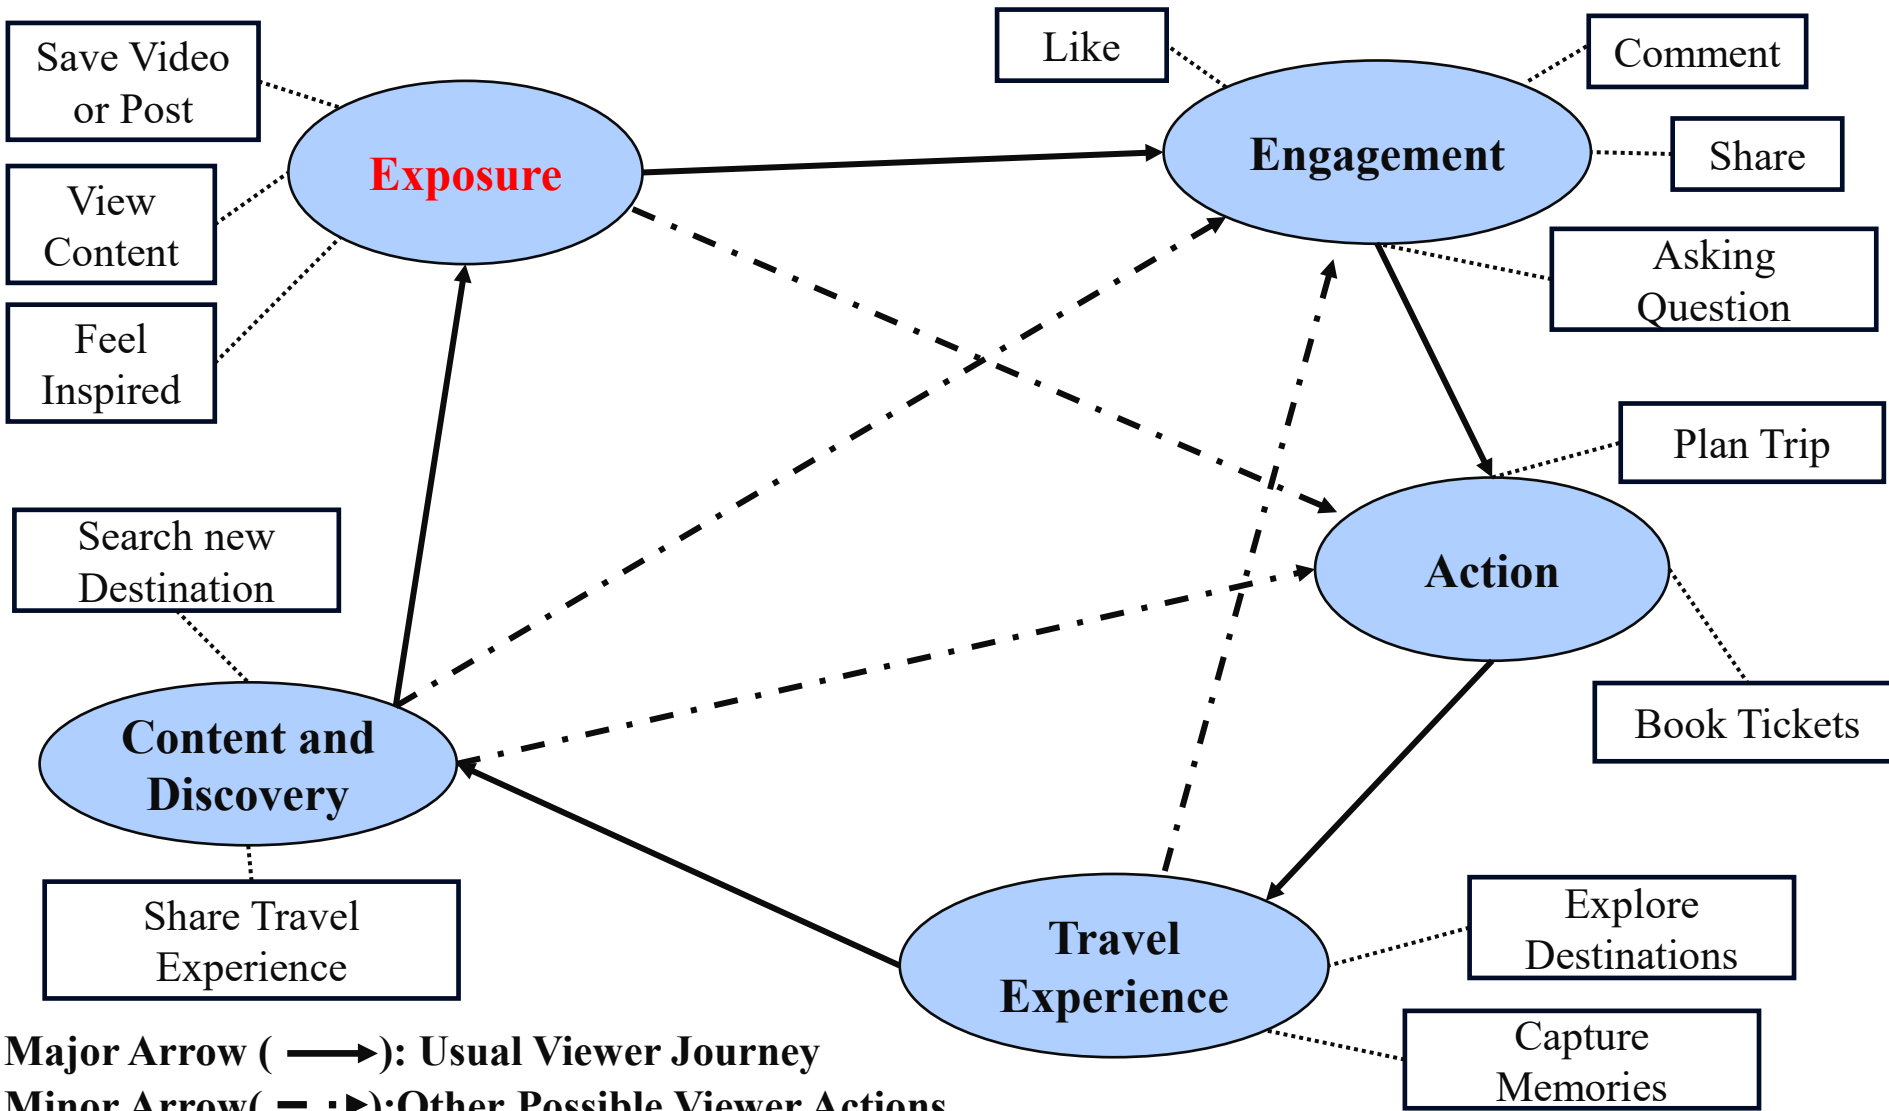 Save Video
or Post
View
Content
Feel
Inspired
Exposure
Like
Comment
Engagement
Share
Asking
Question
Plan Trip
Action
Book Tickets
Search new
Destination
Content and
Discovery
Share Travel
Experience
Travel
Experience
Explore
Destinations
Capture
Memories
Major Arrow ( ): Usual Viewer Journey
Minor Arrow( ):Other Possible Viewer Actions